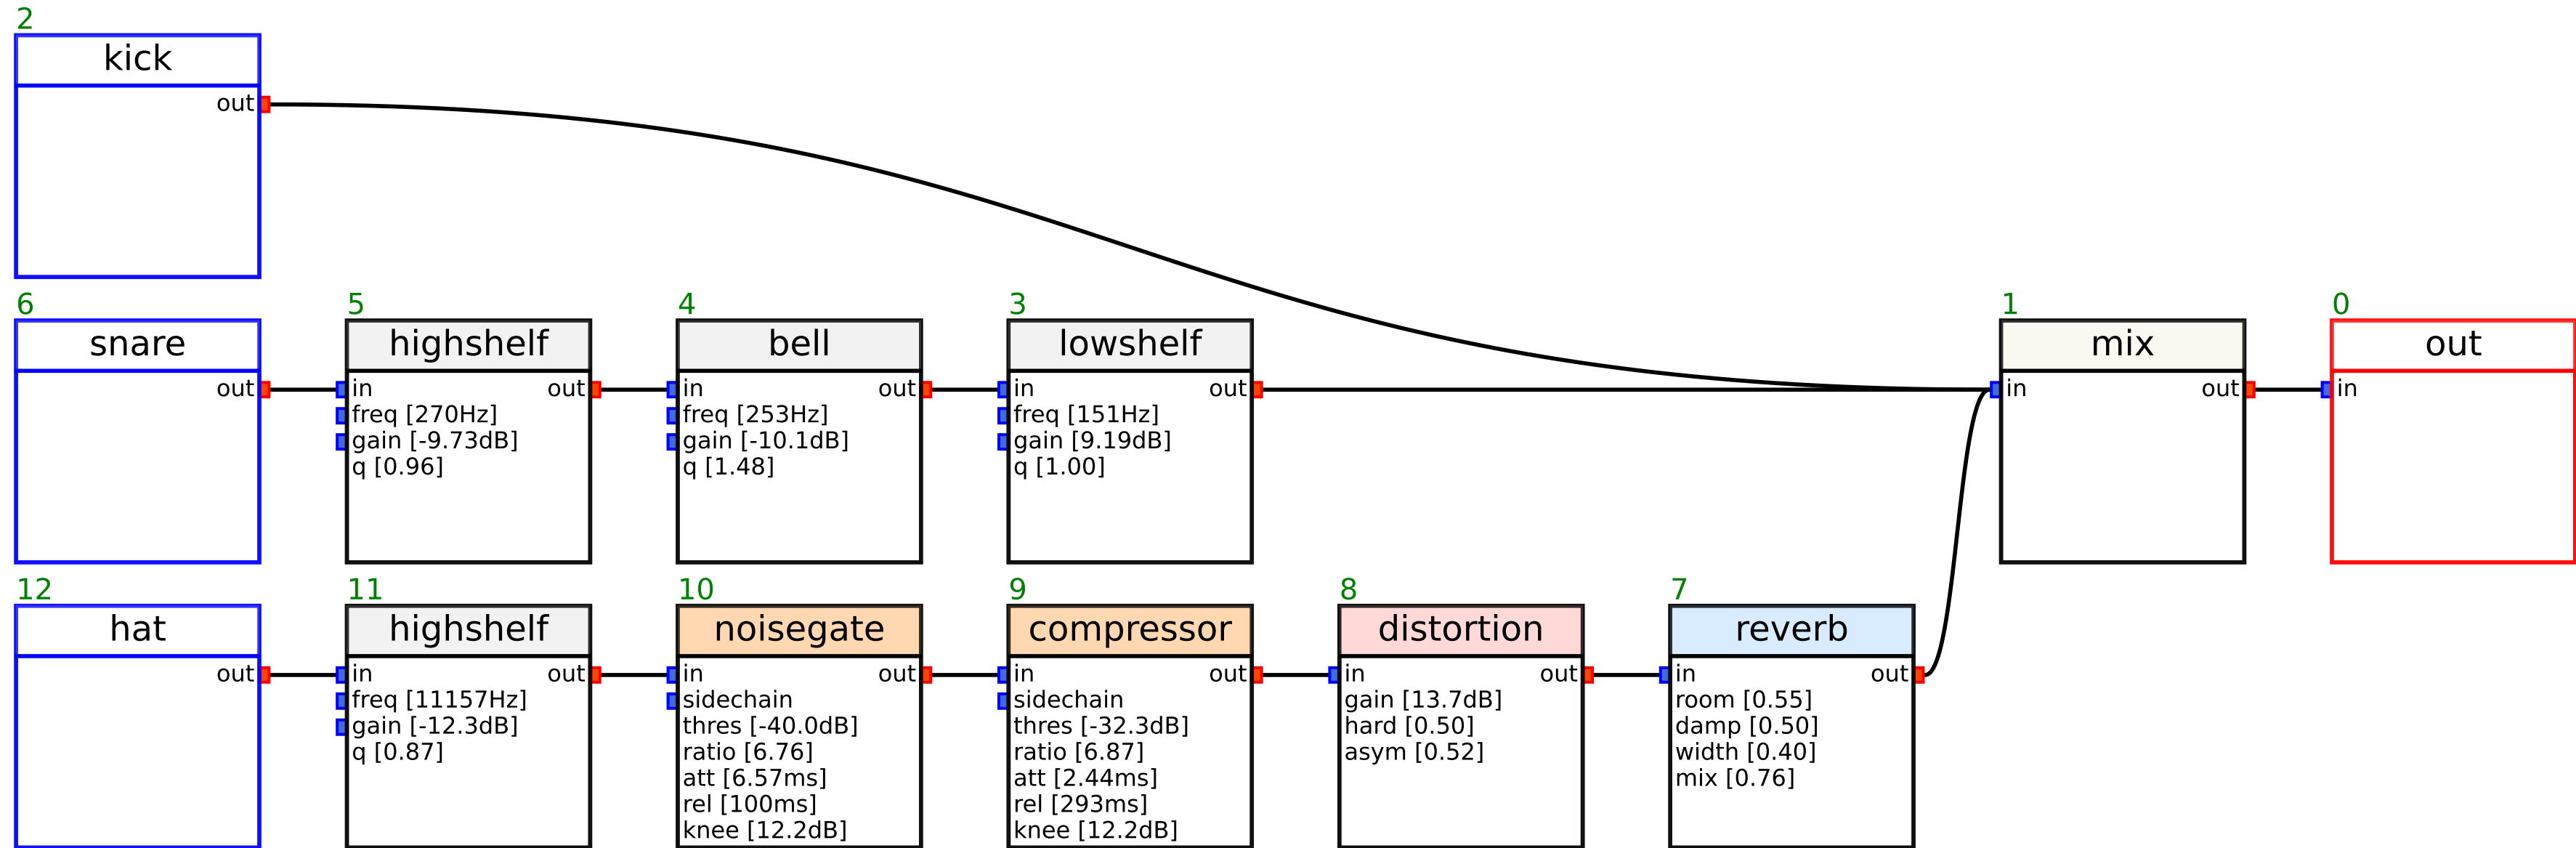 2
kick
out
6
snare
out
5
highshelf
in out
freq [270Hz]
gain [-9.73dB]
q [0.96]
4
bell
in out
freq [253Hz]
gain [-10.1dB]
q [1.48]
3
lowshelf
in out
freq [151Hz]
gain [9.19dB]
q [1.00]
1
mix
in out
0
out
in
12
hat
out
11
highshelf
in out
freq [11157Hz]
gain [-12.3dB]
q [0.87]
10
noisegate
in out
sidechain
thres [-40.0dB]
ratio [6.76]
att [6.57ms]
rel [100ms]
knee [12.2dB]
9
compressor
in out
sidechain
thres [-32.3dB]
ratio [6.87]
att [2.44ms]
rel [293ms]
knee [12.2dB]
8
distortion
in out
gain [13.7dB]
hard [0.50]
asym [0.52]
7
reverb
in out
room [0.55]
damp [0.50]
width [0.40]
mix [0.76]